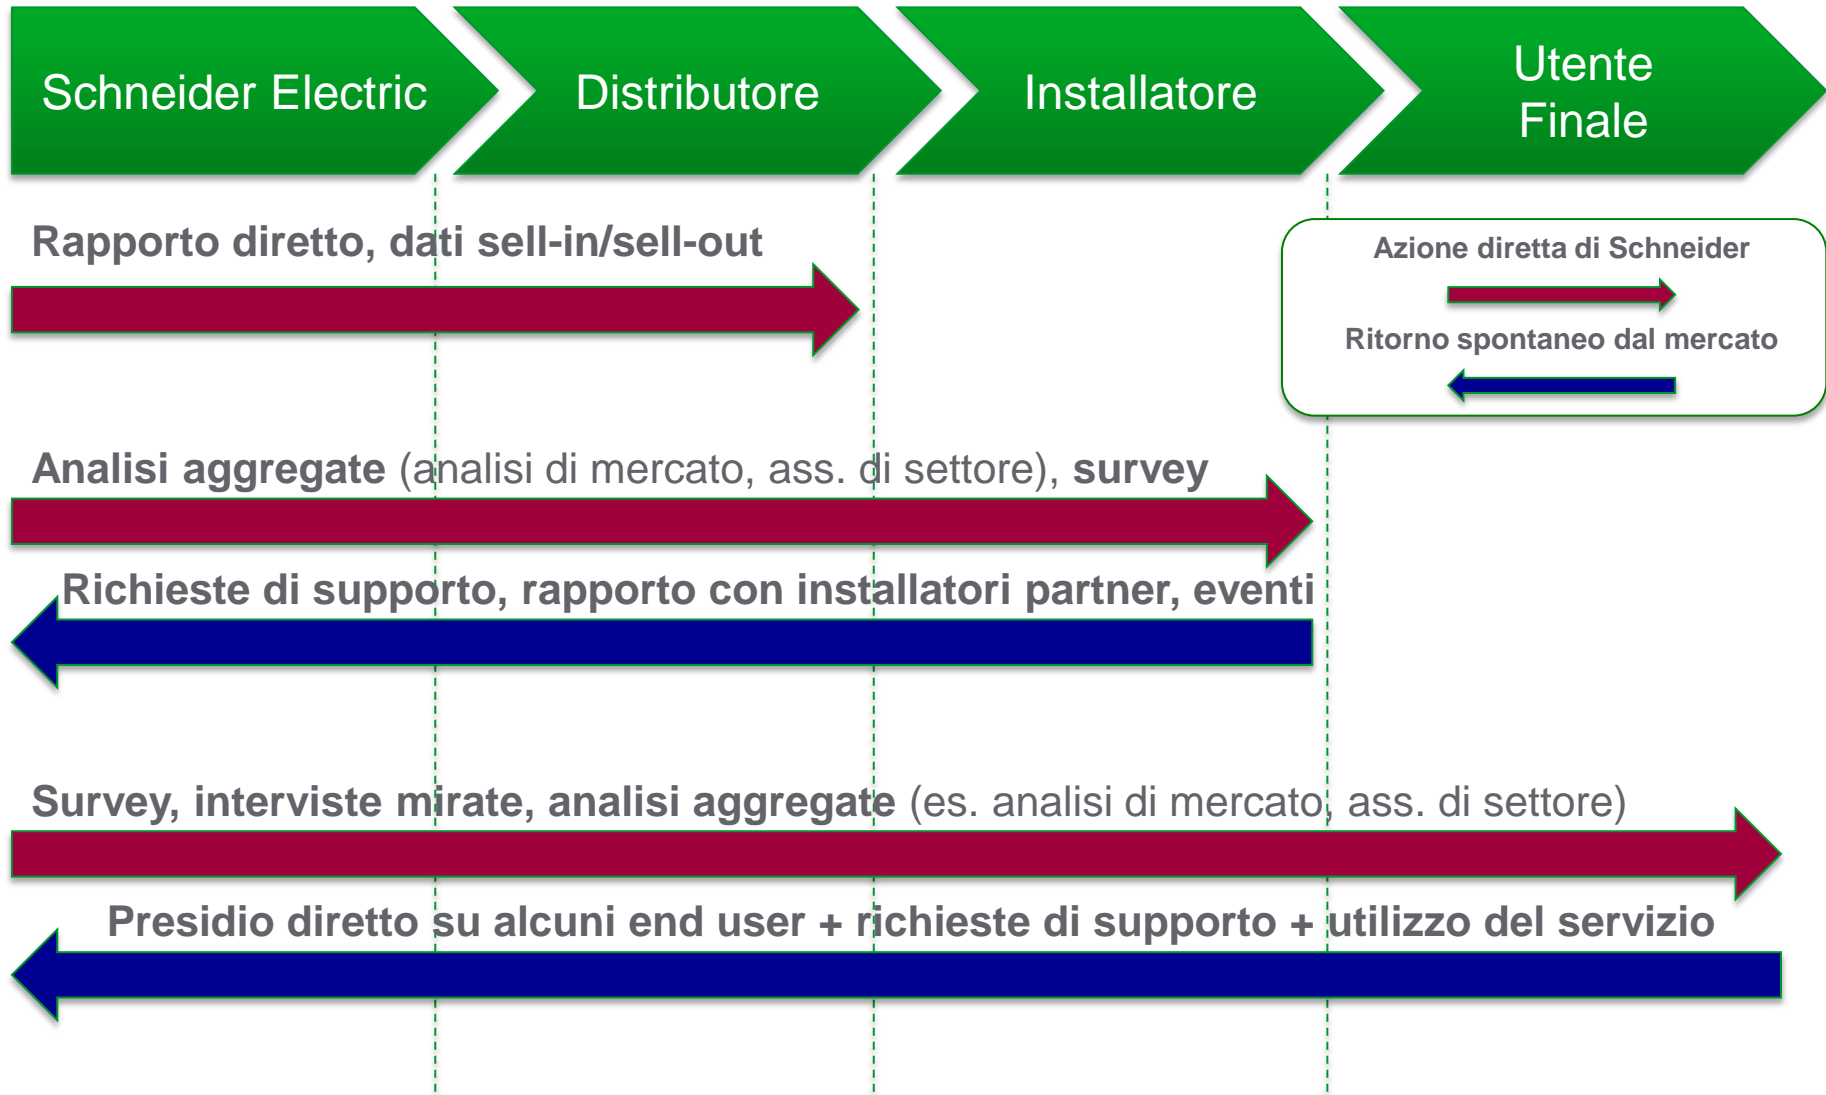 Schneider Electric
Distributore
Installatore
Utente
Finale
Rapporto diretto, dati sell-in/sell-out
Azione diretta di Schneider
Ritorno spontaneo dal mercato
Analisi aggregate (analisi di mercato, ass. di settore), survey
Richieste di supporto, rapporto con installatori partner, eventi
Survey, interviste mirate, analisi aggregate (es. analisi di mercato, ass. di settore)
Presidio diretto su alcuni end user + richieste di supporto + utilizzo del servizio